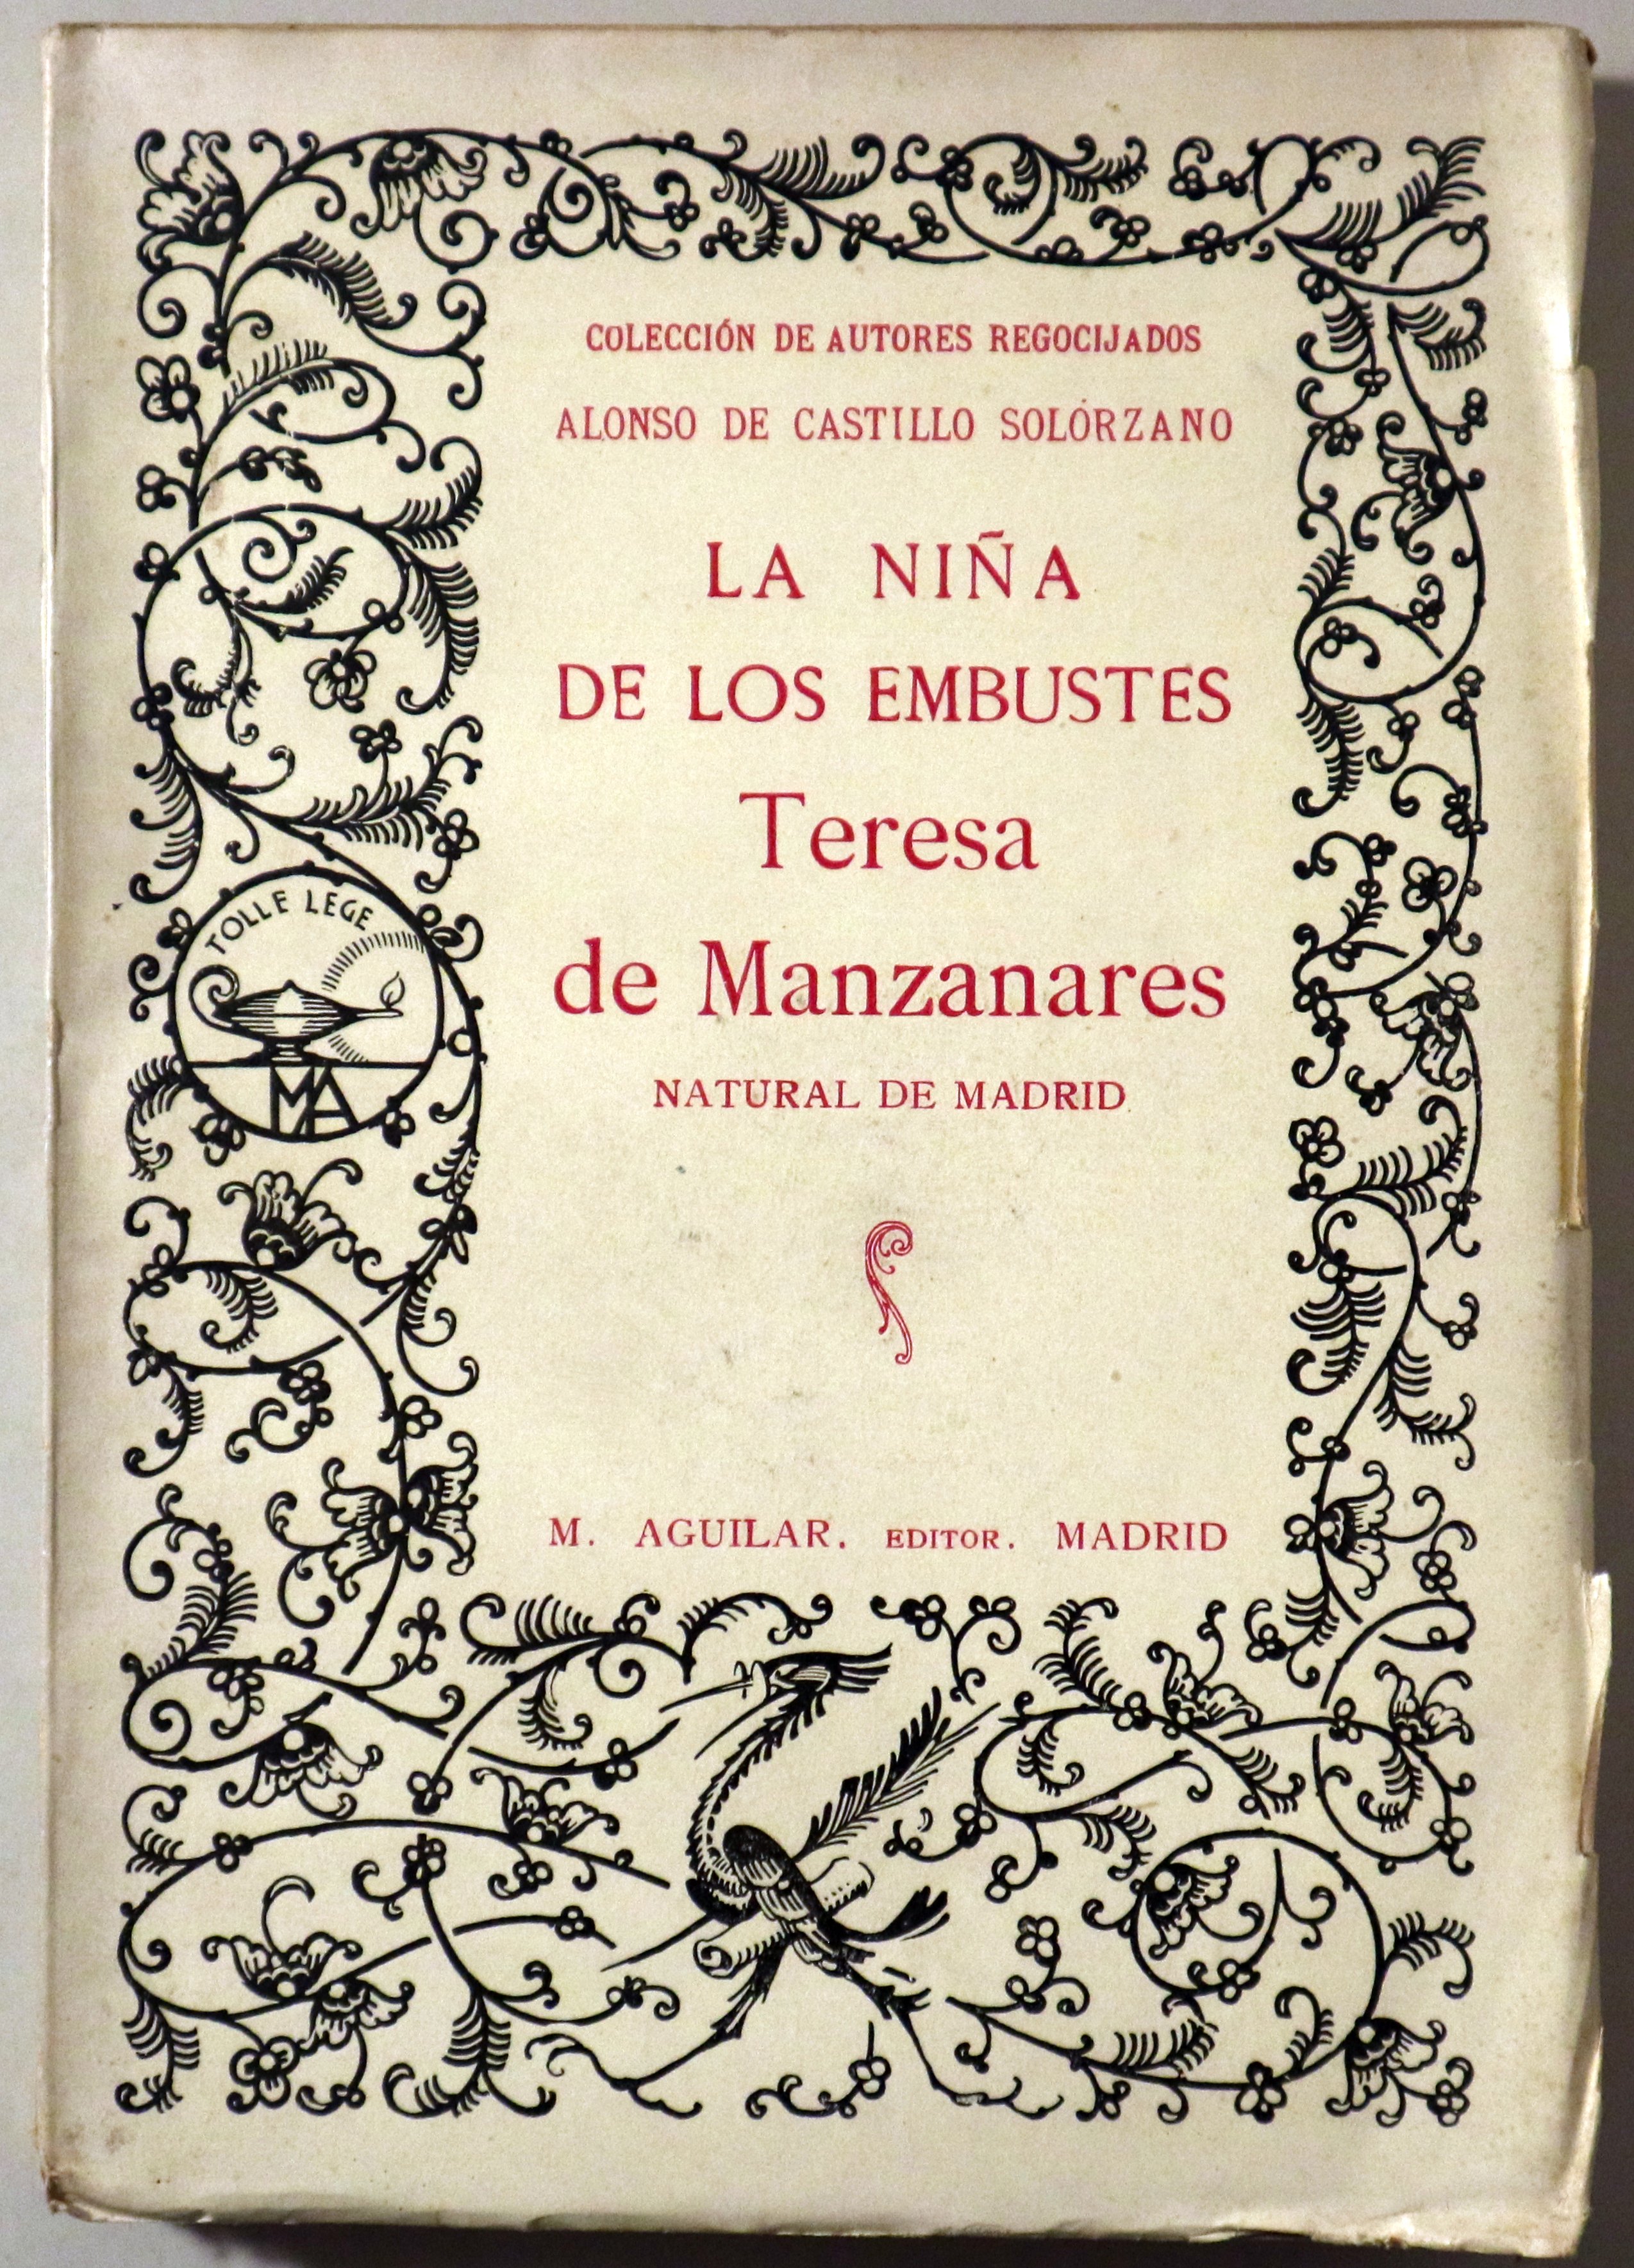 COLECCIÓN DE AUTORES REGOCIJADOS
ALONSO DE CASTILLO SOLÓRZANO
LA NIÑA
DE LOS EMBUSTES
Teresa
de Manzanares
NATURAL DE MADRID
TOLLE LEGE
MA
M. AGUILAR. EDITOR. MADRID